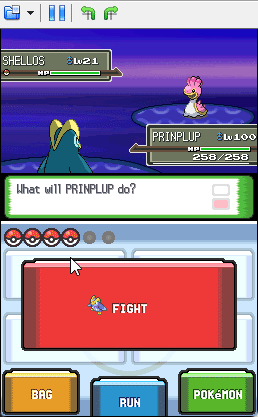 SHELLOS ♂Lv21
HP
PRINPLUP ♂Lv100
HP
258/258
What will PRINPLUP do?
FIGHT
BAG
RUN
POKéMON